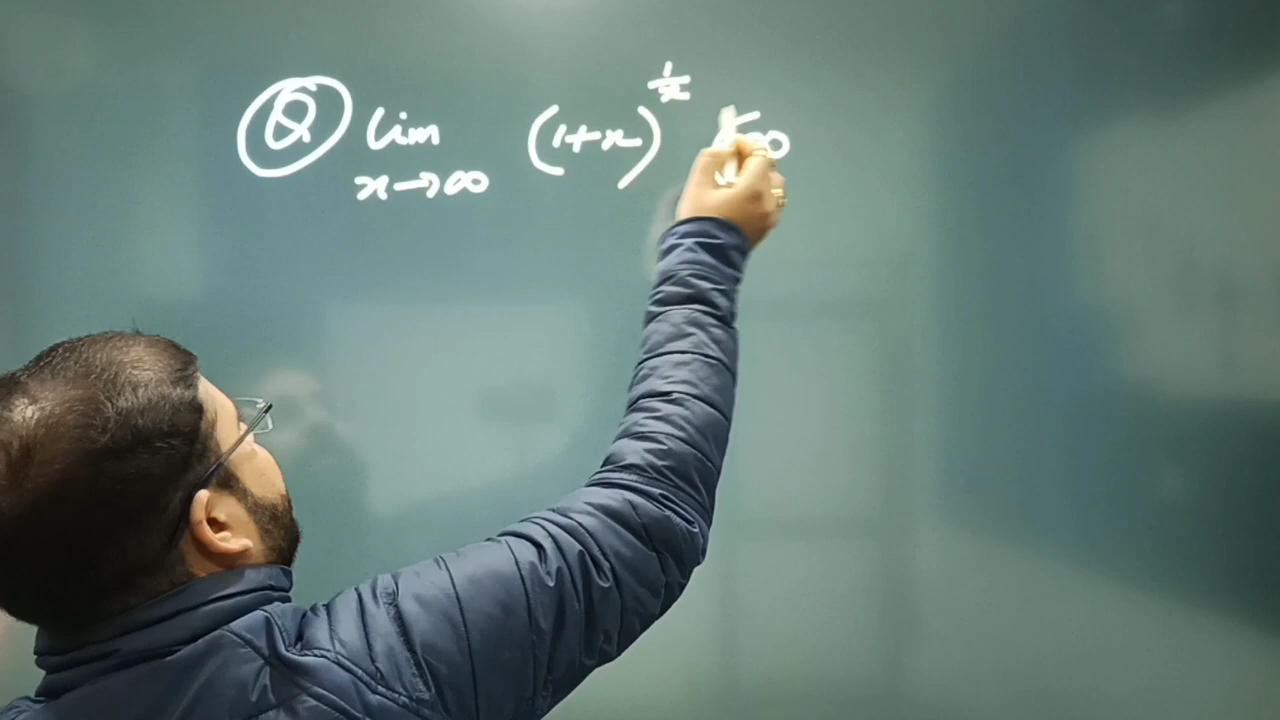 Q lim (1+x)^{1/x} ∞
x→∞